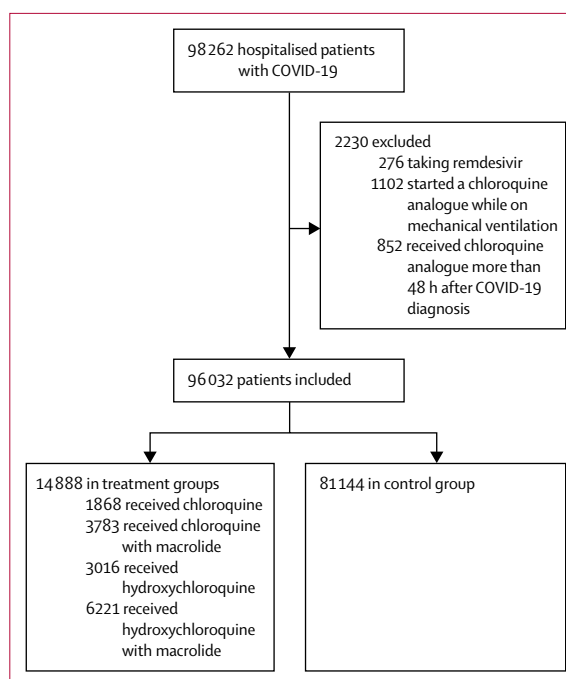 98 262 hospitalised patients
with COVID-19
2230 excluded
276 taking remdesivir
1102 started a chloroquine
analogue while on
mechanical ventilation
852 received chloroquine
analogue more than
48 h after COVID-19
diagnosis
96 032 patients included
14 888 in treatment groups
1868 received chloroquine
3783 received chloroquine
with macrolide
3016 received
hydroxychloroquine
6221 received
hydroxychloroquine
with macrolide
81 144 in control group